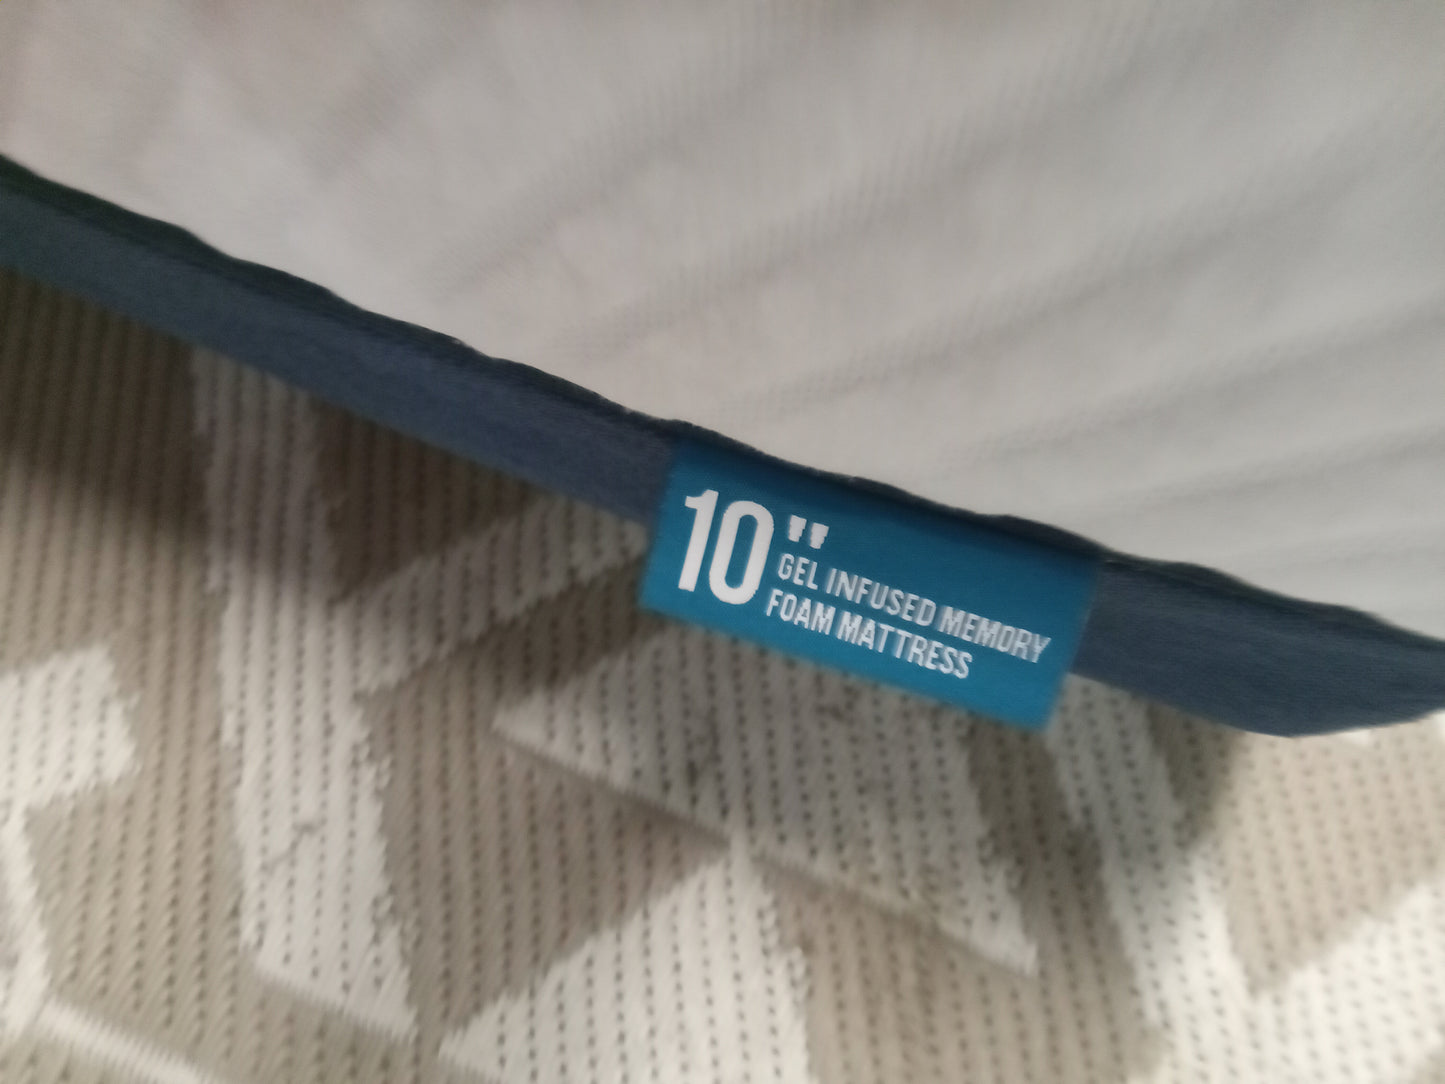 10"
GEL INFUSED MEMORY
FOAM MATTRESS